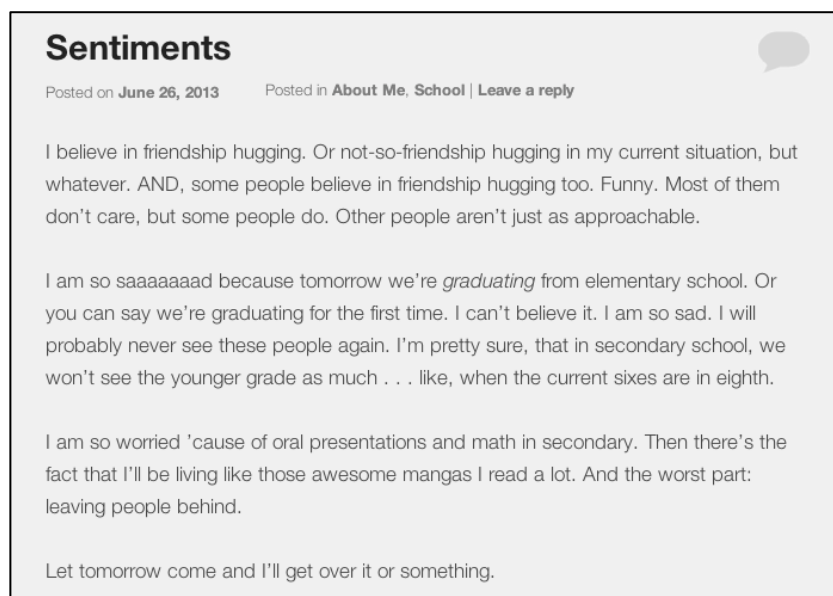 Sentiments
Posted on June 26, 2013 Posted in About Me, School | Leave a reply
I believe in friendship hugging. Or not-so-friendship hugging in my current situation, but
whatever. AND, some people believe in friendship hugging too. Funny. Most of them
don't care, but some people do. Other people aren't just as approachable.
I am so saaaaaaad because tomorrow we're graduating from elementary school. Or
you can say we're graduating for the first time. I can't believe it. I am so sad. I will
probably never see these people again. I'm pretty sure, that in secondary school, we
won't see the younger grade as much . . . like, when the current sixes are in eighth.
I am so worried 'cause of oral presentations and math in secondary. Then there's the
fact that I'll be living like those awesome mangas I read a lot. And the worst part:
leaving people behind.
Let tomorrow come and I'll get over it or something.